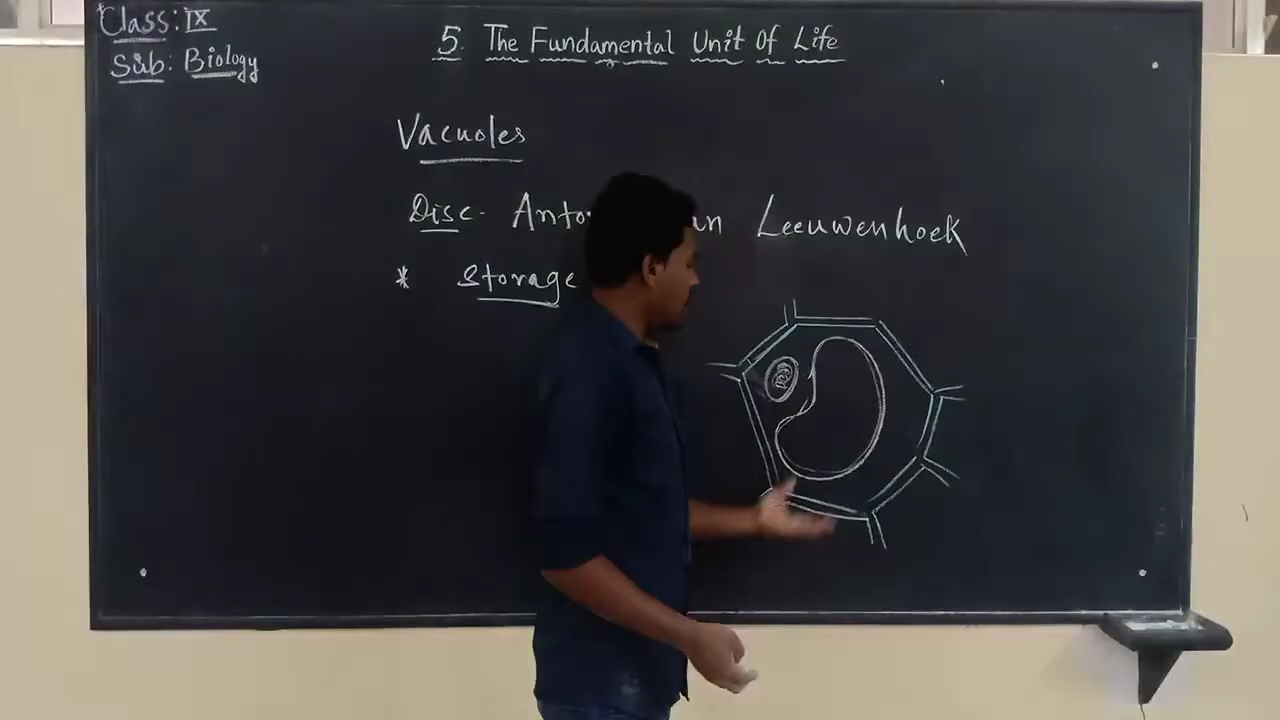 Class: IX
Sub: Biology
5. The Fundamental Unit Of Life
Vacuoles
Disc. Leeuwenhoek
* Storage